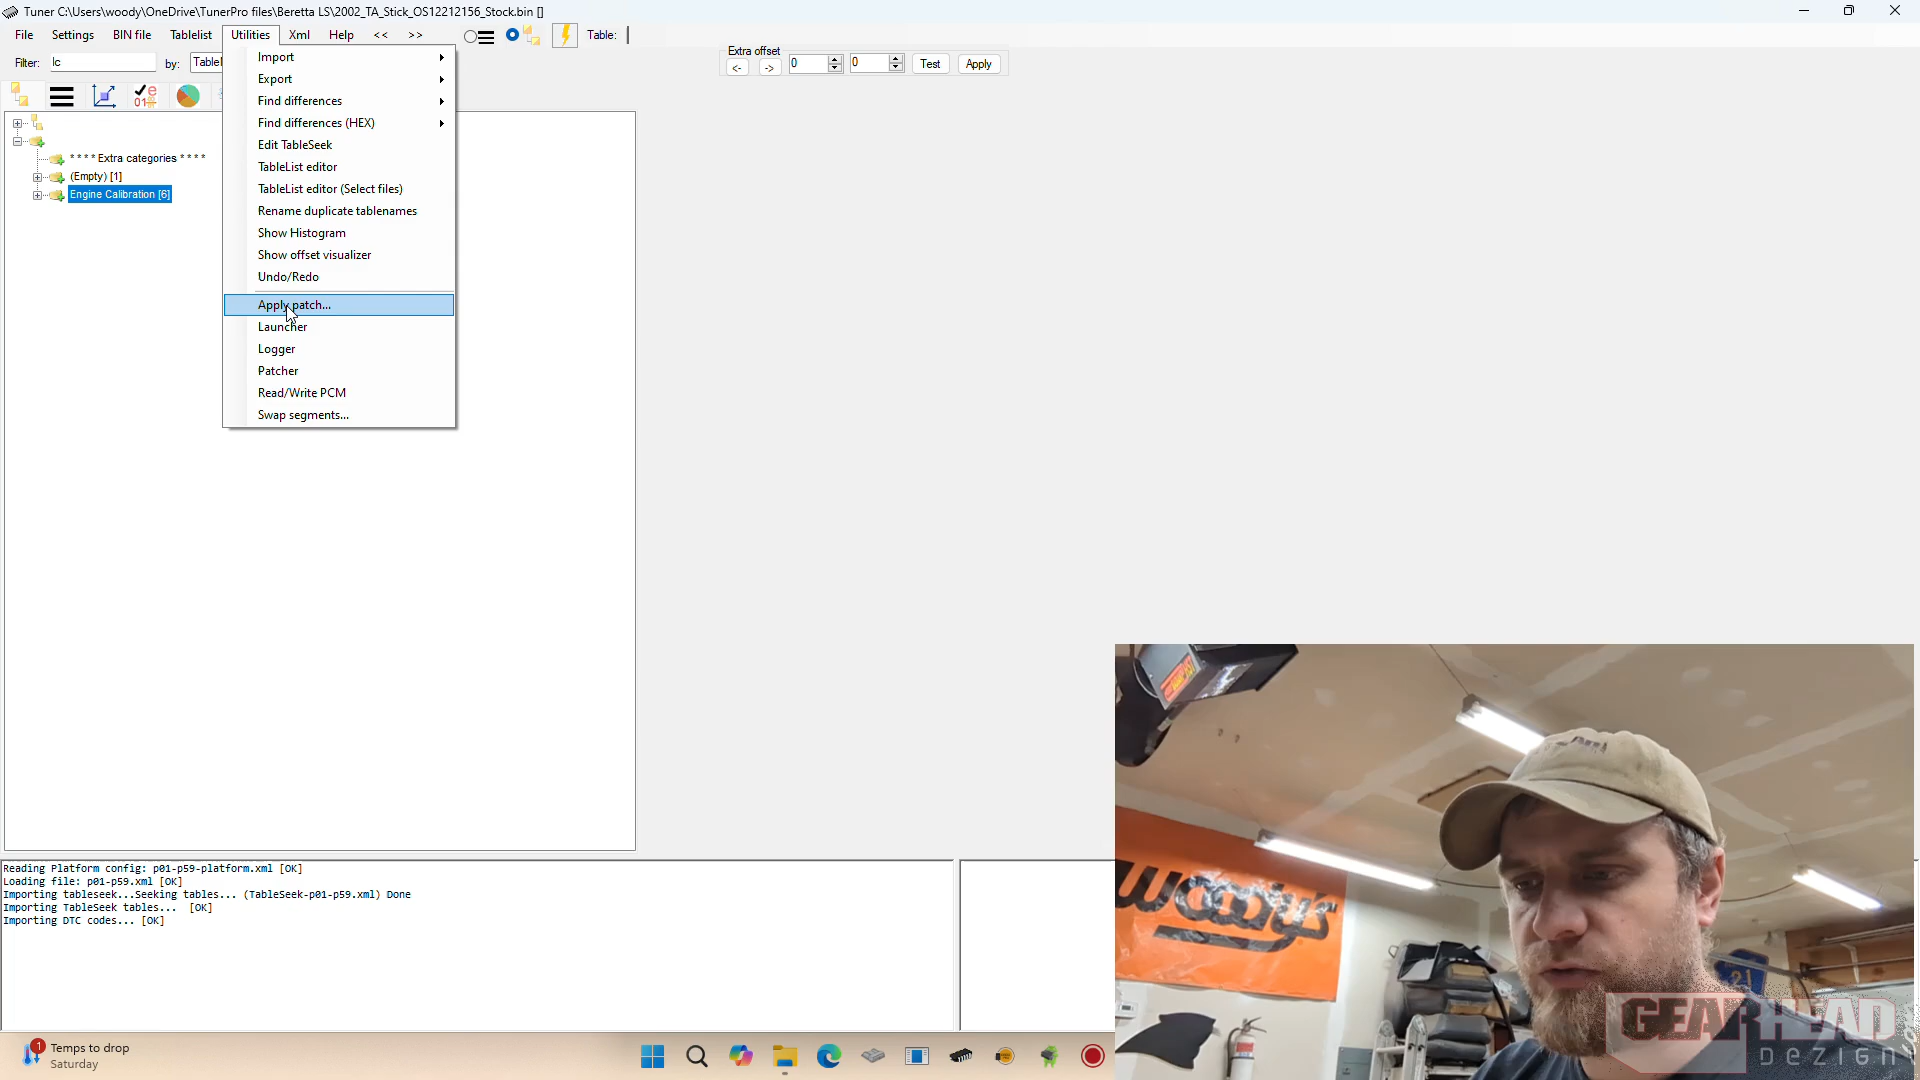 Tuner C:\Users\woody\OneDrive\TunerPro files\Beretta LS\2002_TA_Stick_OS12212156_Stock.bin []
File Settings BIN file Tablelist Utilities Xml Help << >> Table:
Extra offset
Filter: lc by: Tablel
<- -> 0 0 Test Apply
Import
Export
Find differences
Find differences (HEX)
Edit TableSeek
TableList editor
TableList editor (Select files)
Rename duplicate tablenames
Show Histogram
Show offset visualizer
Undo/Redo
Apply patch...
Launcher
Logger
Patcher
Read/Write PCM
Swap segments...
* * * * Extra categories * * * *
(Empty) [1]
Engine Calibration [6]
Reading Platform config: p01-p59-platform.xml [OK]
Loading file: p01-p59.xml [OK]
Importing tableseek...Seeking tables... (TableSeek-p01-p59.xml) Done
Importing TableSeek tables... [OK]
Importing DTC codes... [OK]
woody's
21
GEARHEAD
Dezign
1
Temps to drop
Saturday